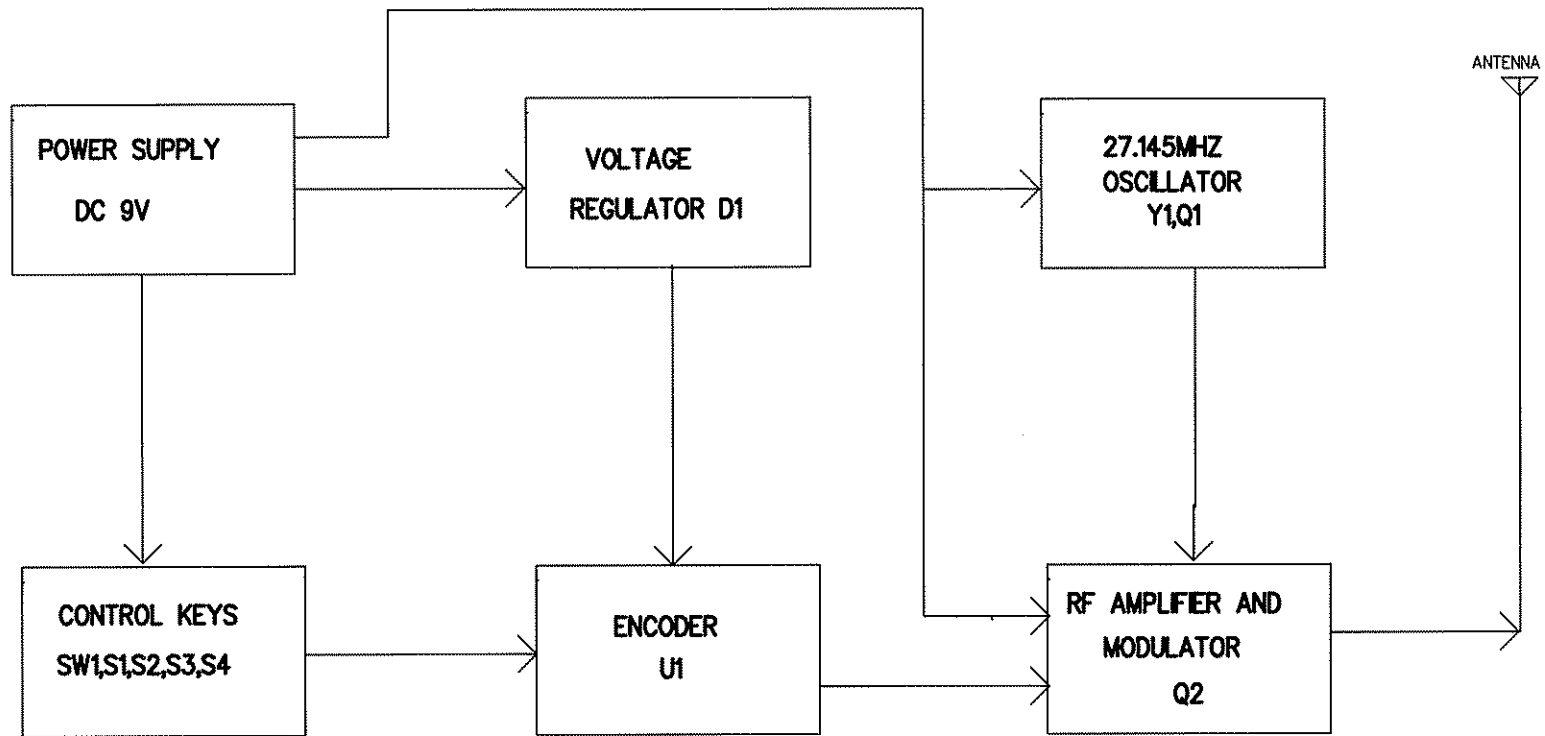 ANTENNA
POWER SUPPLY
DC 9V
VOLTAGE
REGULATOR D1
27.145MHZ
OSCILLATOR
Y1,Q1
CONTROL KEYS
SW1,S1,S2,S3,S4
ENCODER
U1
RF AMPLIFIER AND
MODULATOR
Q2